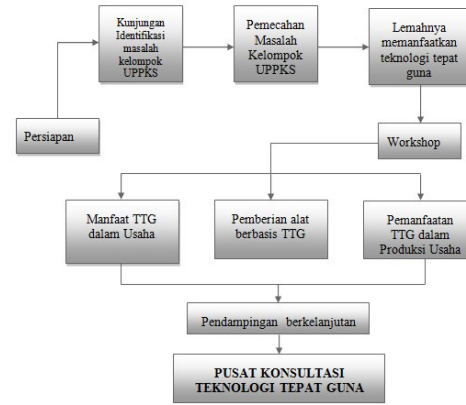 Kunjungan
Identifikasi
masalah
kelompok
UPPKS
Pemecahan
Masalah
Kelompok
UPPKS
Lemahnya
memanfaatkan
teknologi tepat
guna
Persiapan
Workshop
Manfaat TTG
dalam Usaha
Pemberian alat
berbasis TTG
Pemanfaatan
TTG dalam
Produksi Usaha
Pendampingan berkelanjutan
PUSAT KONSULTASI
TEKNOLOGI TEPAT GUNA